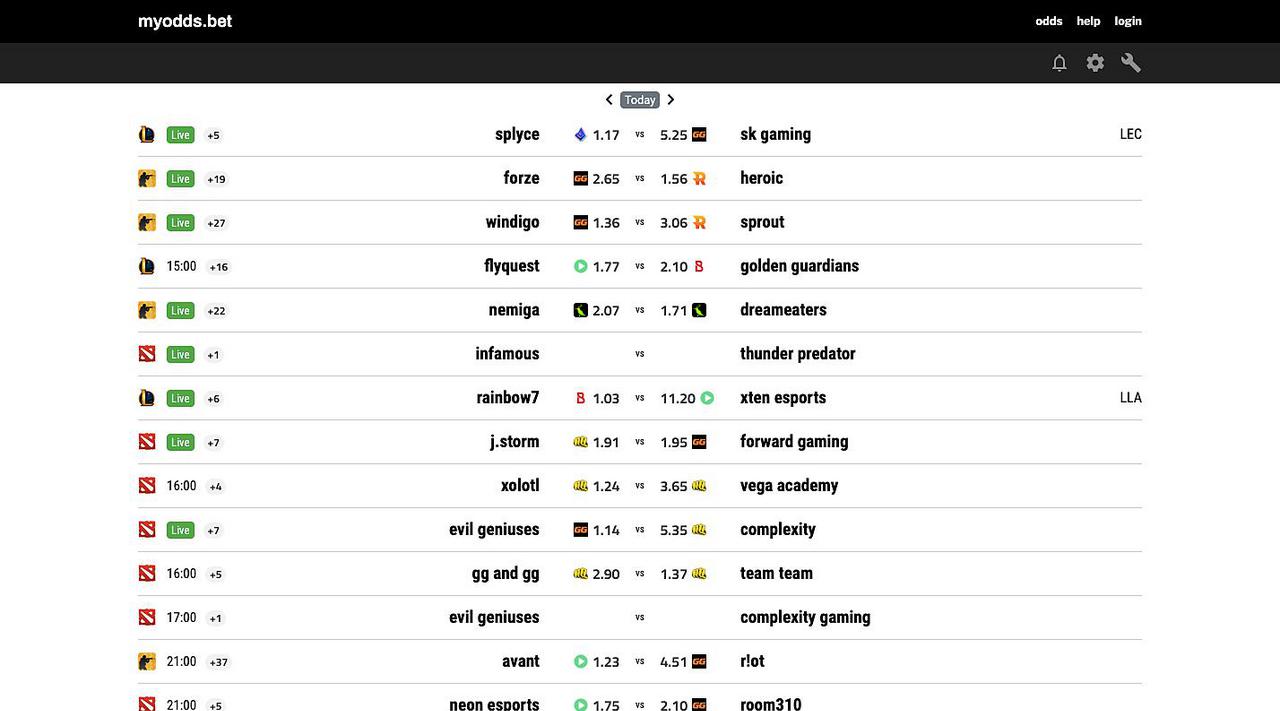 myodds.bet odds help login
Today
Live +5 splyce 1.17 vs 5.25 GG sk gaming LEC
Live +19 forze GG 2.65 vs 1.56 R heroic
Live +27 windigo GG 1.36 vs 3.06 R sprout
15:00 +16 flyquest 1.77 vs 2.10 B golden guardians
Live +22 nemiga 2.07 vs 1.71 dreameaters
Live +1 infamous vs thunder predator
Live +6 rainbow7 B 1.03 vs 11.20 xten esports LLA
Live +7 j.storm 1.91 vs 1.95 GG forward gaming
16:00 +4 xolotl 1.24 vs 3.65 vega academy
Live +7 evil geniuses GG 1.14 vs 5.35 complexity
16:00 +5 gg and gg 2.90 vs 1.37 team team
17:00 +1 evil geniuses vs complexity gaming
21:00 +37 avant 1.23 vs 4.51 GG r!ot
21:00 +5 neon esports 1.75 vs 2.10 GG room310